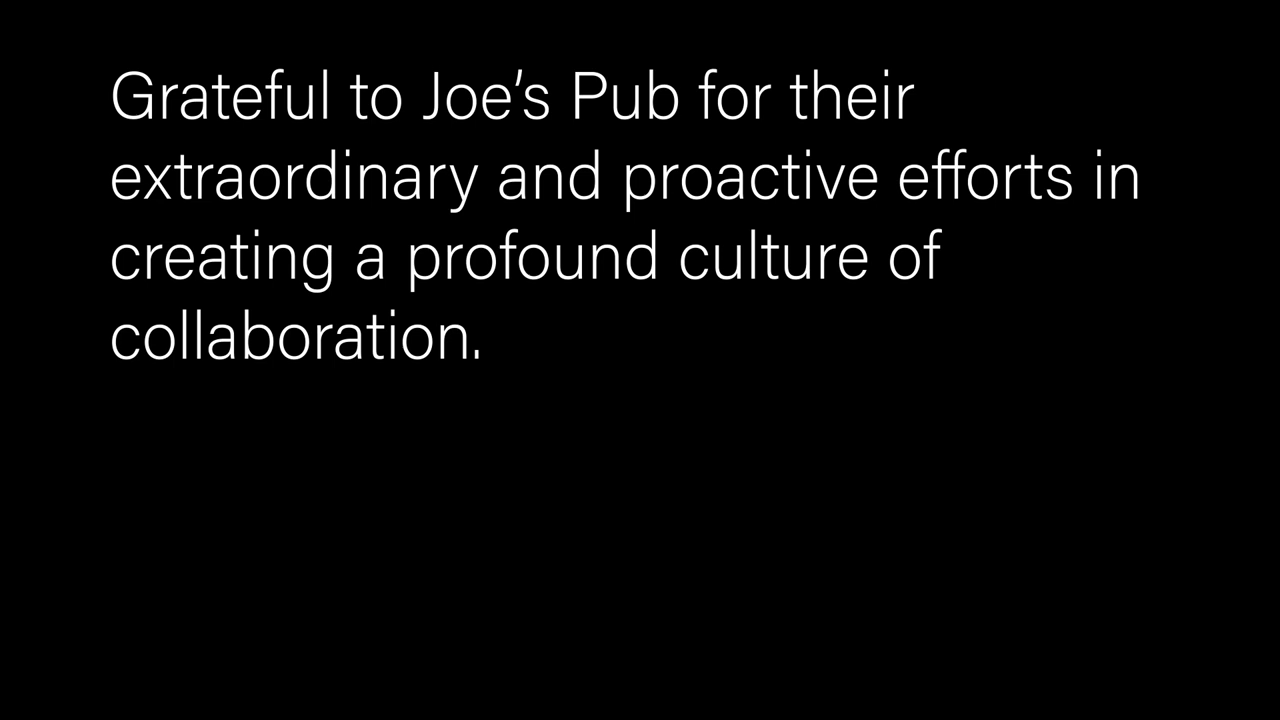 Grateful to Joe’s Pub for their
extraordinary and proactive efforts in
creating a profound culture of
collaboration.